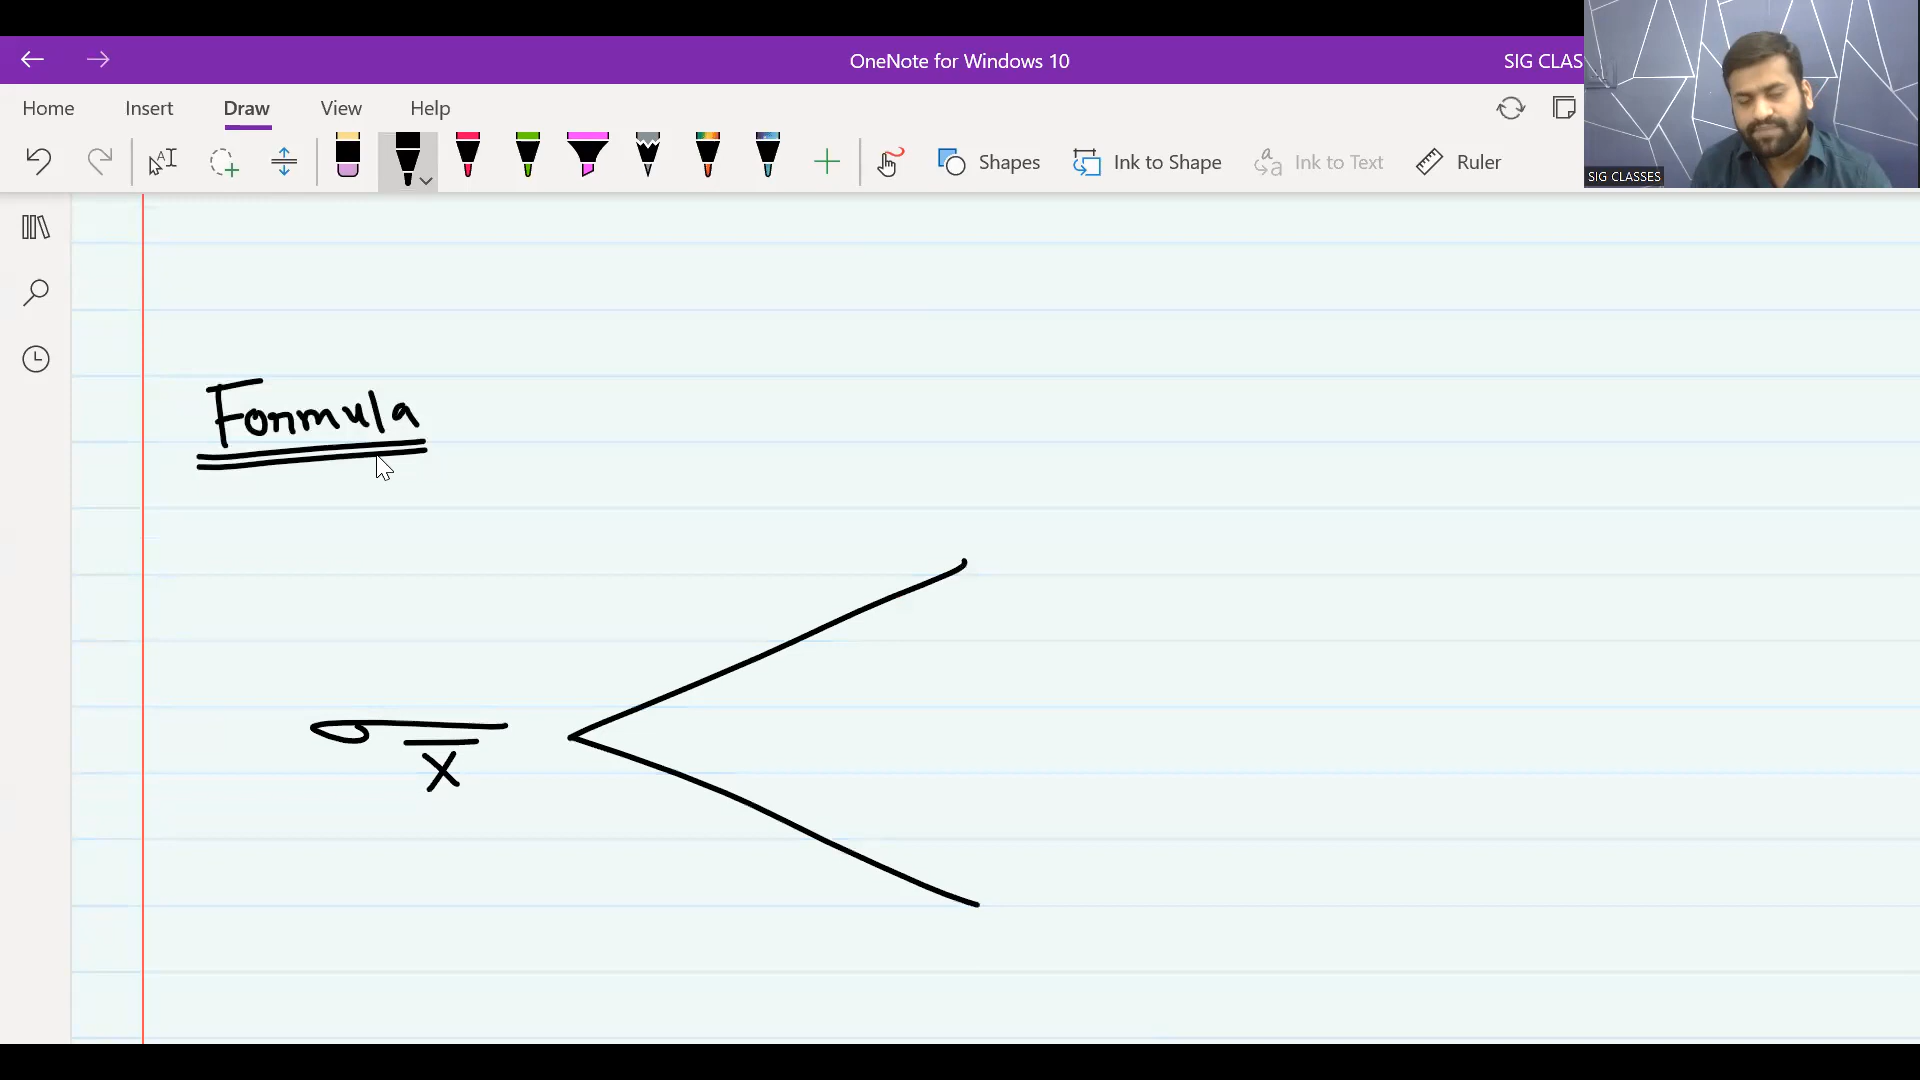 OneNote for Windows 10
SIG CLAS
Home Insert Draw View Help
Shapes Ink to Shape Ink to Text Ruler
SIG CLASSES
Formula
X